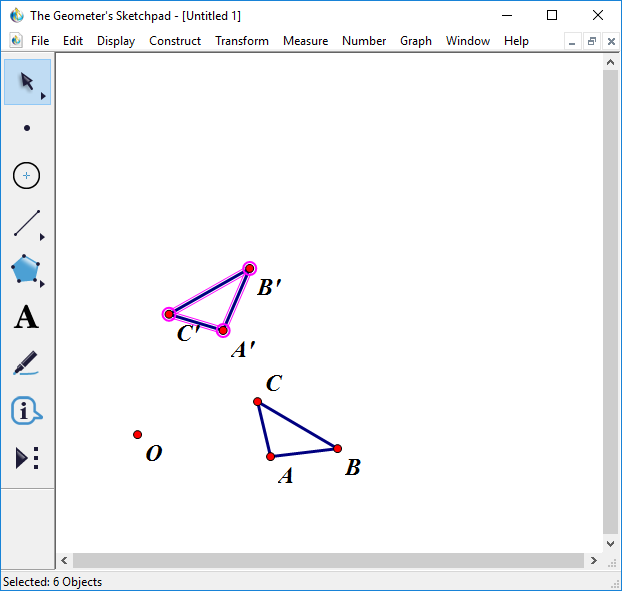 The Geometer's Sketchpad - [Untitled 1]
File Edit Display Construct Transform Measure Number Graph Window Help
A
B'
C'
A'
C
O
A
B
Selected: 6 Objects